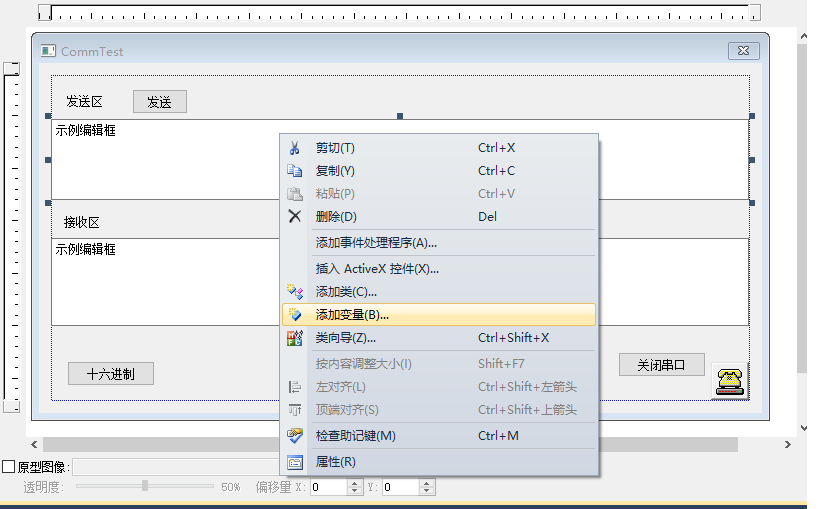 CommTest
发送区 发送
示例编辑框
剪切(T) Ctrl+X
复制(Y) Ctrl+C
粘贴(P) Ctrl+V
删除(D) Del
添加事件处理程序(A)...
插入 ActiveX 控件(X)...
添加类(C)...
添加变量(B)...
类向导(Z)... Ctrl+Shift+X
按内容调整大小(I) Shift+F7
左对齐(L) Ctrl+Shift+左箭头
顶端对齐(S) Ctrl+Shift+上箭头
检查助记键(M) Ctrl+M
属性(R)
接收区
示例编辑框
十六进制
关闭串口
原型图像:
透明度: 50% 偏移量 X: 0 Y: 0